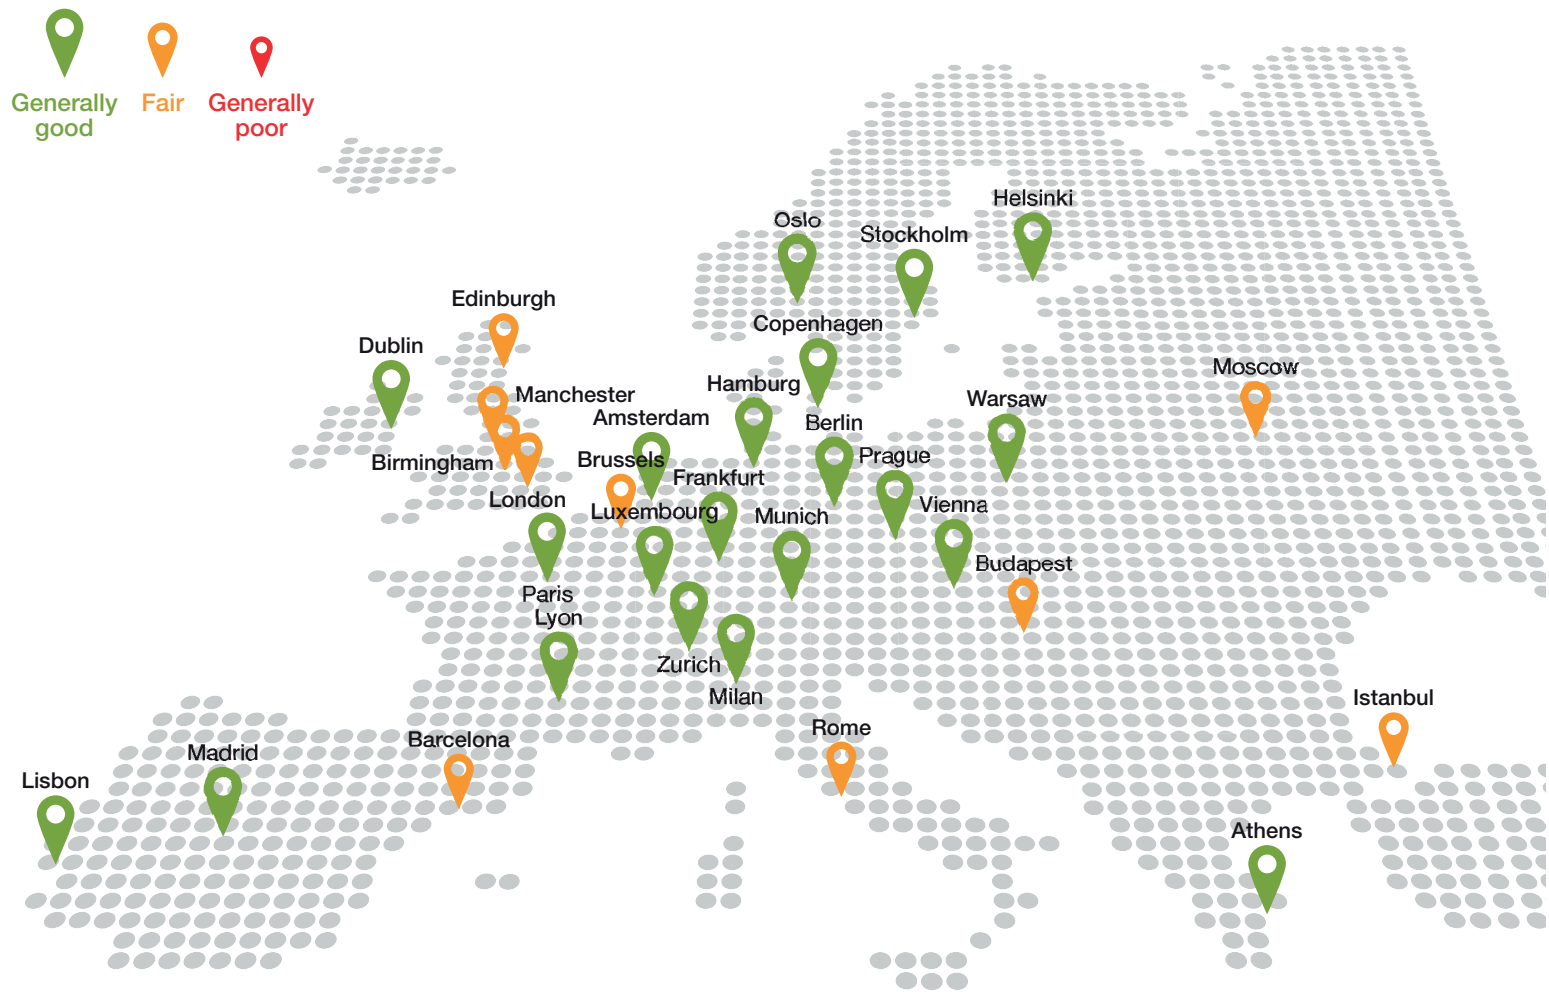 Generally
good
Fair
Generally
poor
Helsinki
Oslo
Stockholm
Edinburgh
Copenhagen
Dublin
Moscow
Hamburg
Manchester
Warsaw
Amsterdam
Berlin
Prague
Brussels
Birmingham
Frankfurt
London
Vienna
Luxembourg
Munich
Budapest
Paris
Lyon
Zurich
Milan
Istanbul
Rome
Barcelona
Madrid
Lisbon
Athens